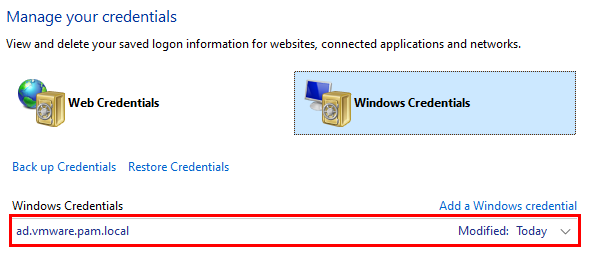 Manage your credentials
View and delete your saved logon information for websites, connected applications and networks.
Web Credentials
Windows Credentials
Back up Credentials Restore Credentials
Windows Credentials Add a Windows credential
ad.vmware.pam.local Modified: Today